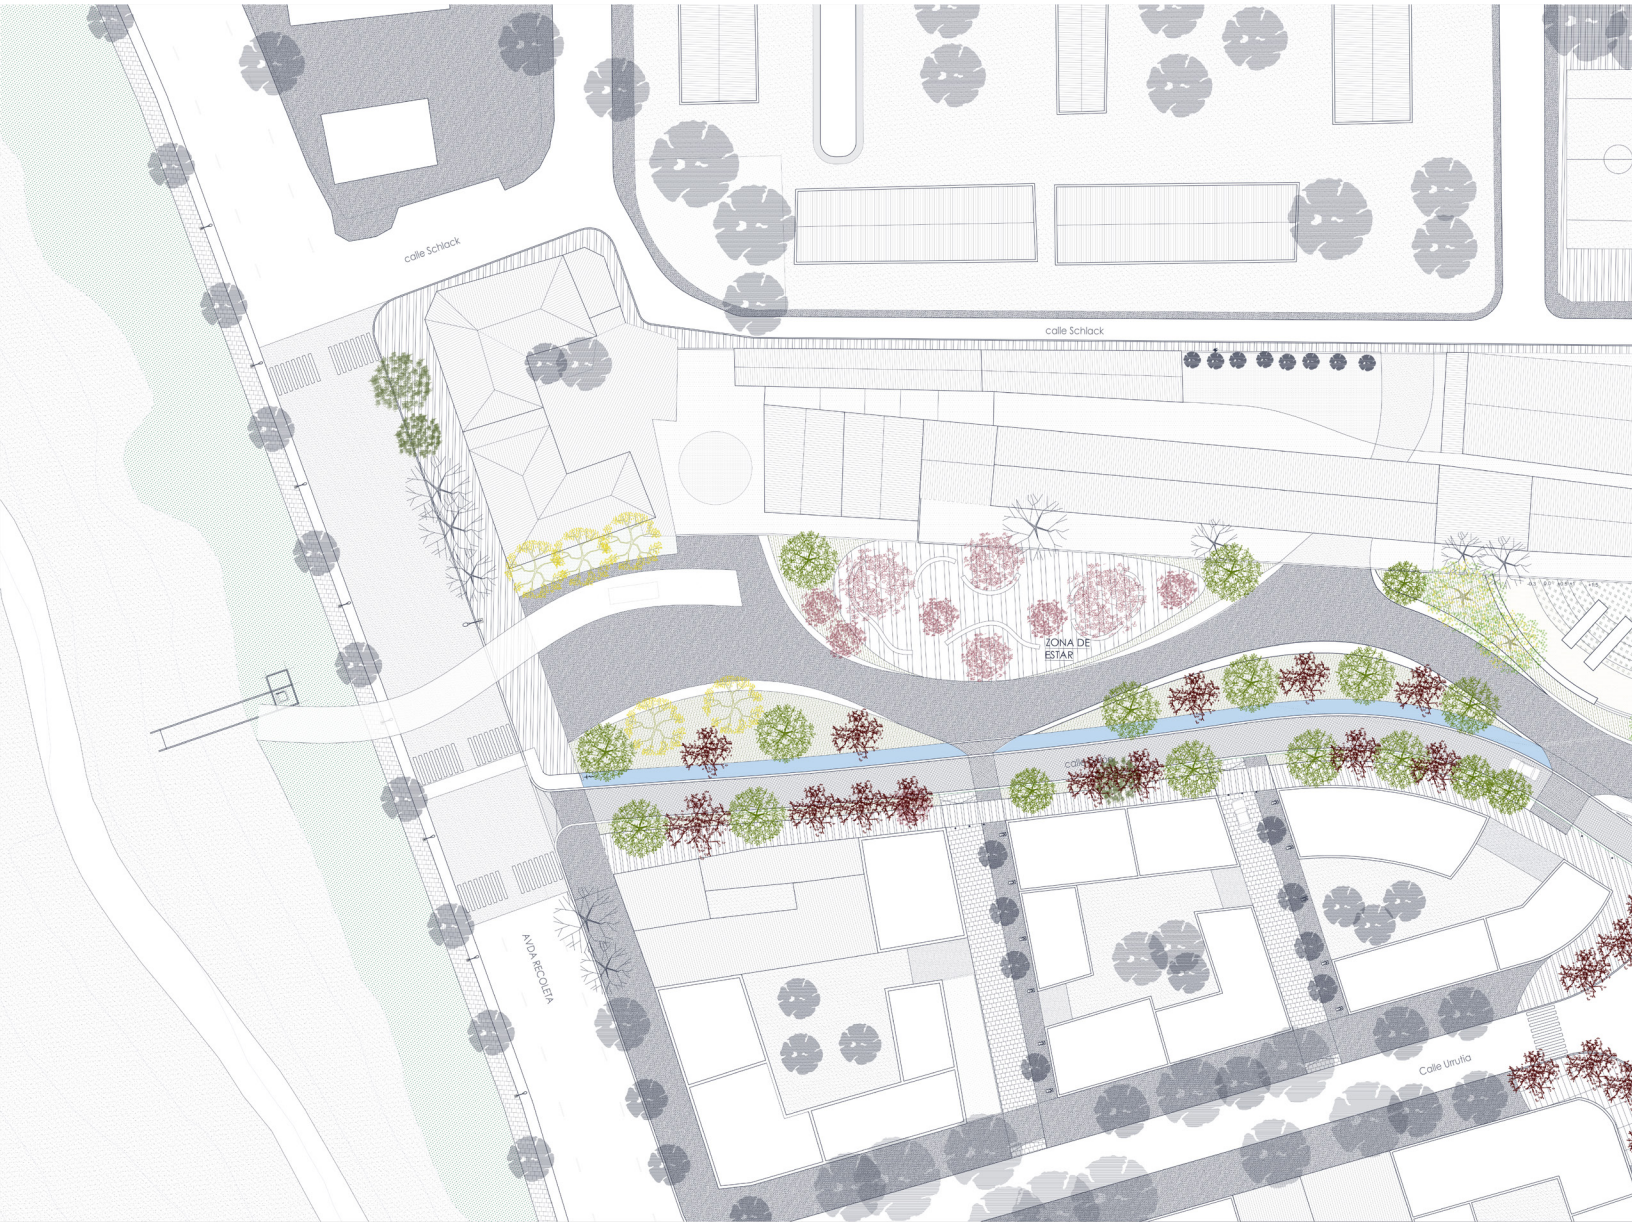 calle Schlack
calle Schlack
ZONA DE
ESTAR
AVDA RECOLETA
Calle Urrutia